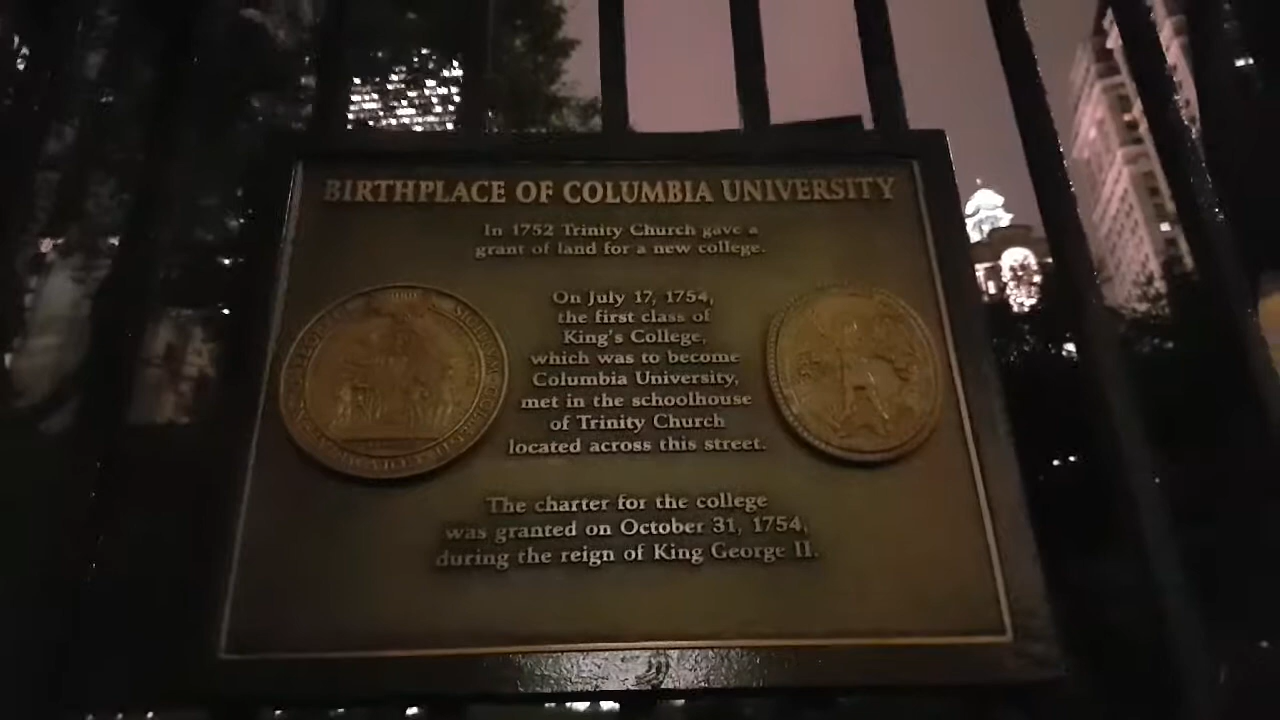 BIRTHPLACE OF COLUMBIA UNIVERSITY
In 1752 Trinity Church gave a
grant of land for a new college.
On July 17, 1754,
the first class of
King's College,
which was to become
Columbia University,
met in the schoolhouse
of Trinity Church
located across this street.
The charter for the college
was granted on October 31, 1754,
during the reign of King George II.